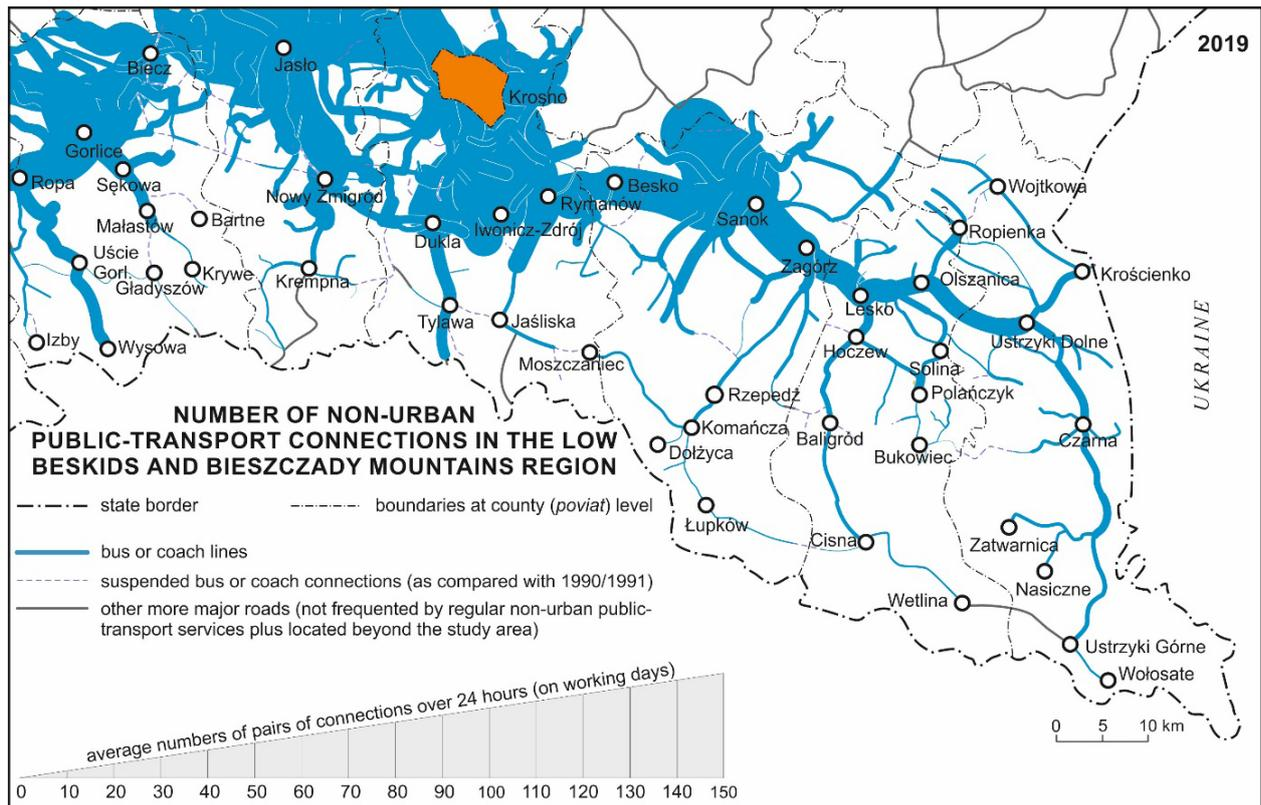 2019
Biecz
Jasło
Krosno
Gorlice
Ropa
Sękowa
Nowy Żmigród
Besko
Rymanów
Sanok
Wojtkowa
Małastów
Bartne
Dukla
Iwonicz-Zdrój
Ropienka
Uście
Gorl.
Gładyszów
Krywe
Krempna
Zagórz
Olszanica
Krościenko
Lesko
Izby
Wysowa
Tylawa
Jaśliska
Hoczew
Ustrzyki Dolne
Moszczaniec
Solina
UKRAINE
Rzepedź
Polańczyk
Komańcza
Baligród
Czarna
Dołżyca
Bukowiec
Łupków
Cisna
Zatwarnica
Nasiczne
Wetlina
Ustrzyki Górne
Wołosate
NUMBER OF NON-URBAN
PUBLIC-TRANSPORT CONNECTIONS IN THE LOW
BESKIDS AND BIESZCZADY MOUNTAINS REGION
state border
boundaries at county (poviat) level
bus or coach lines
suspended bus or coach connections (as compared with 1990/1991)
other more major roads (not frequented by regular non-urban public-
transport services plus located beyond the study area)
average numbers of pairs of connections over 24 hours (on working days)
0 10 20 30 40 50 60 70 80 90 100 110 120 130 140 150
0 5 10 km